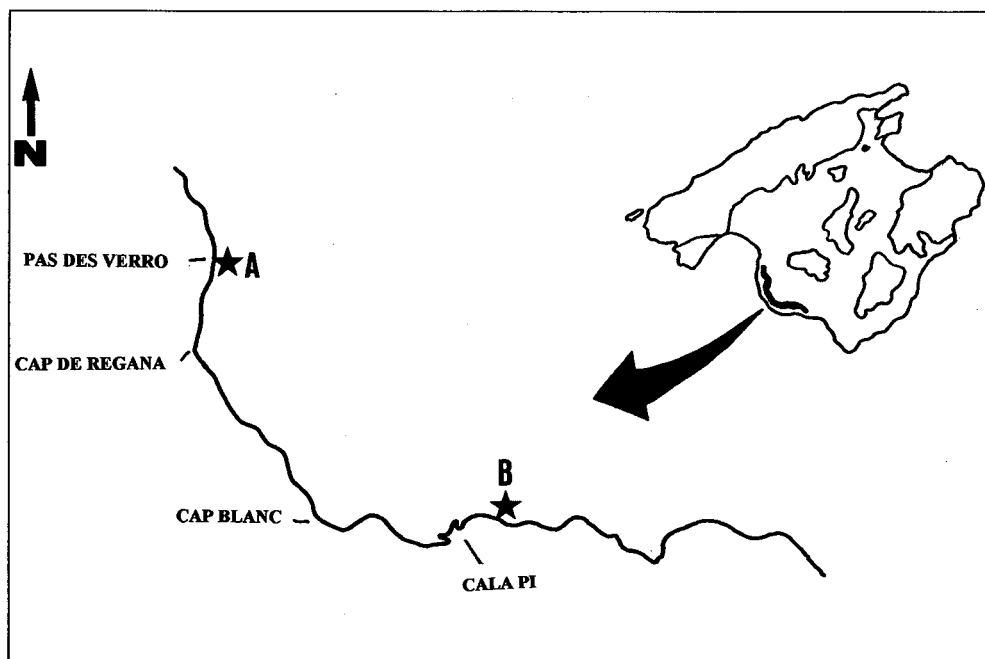 N
PAS DES VERRO
A
CAP DE REGANA
B
CAP BLANC
CALA PI